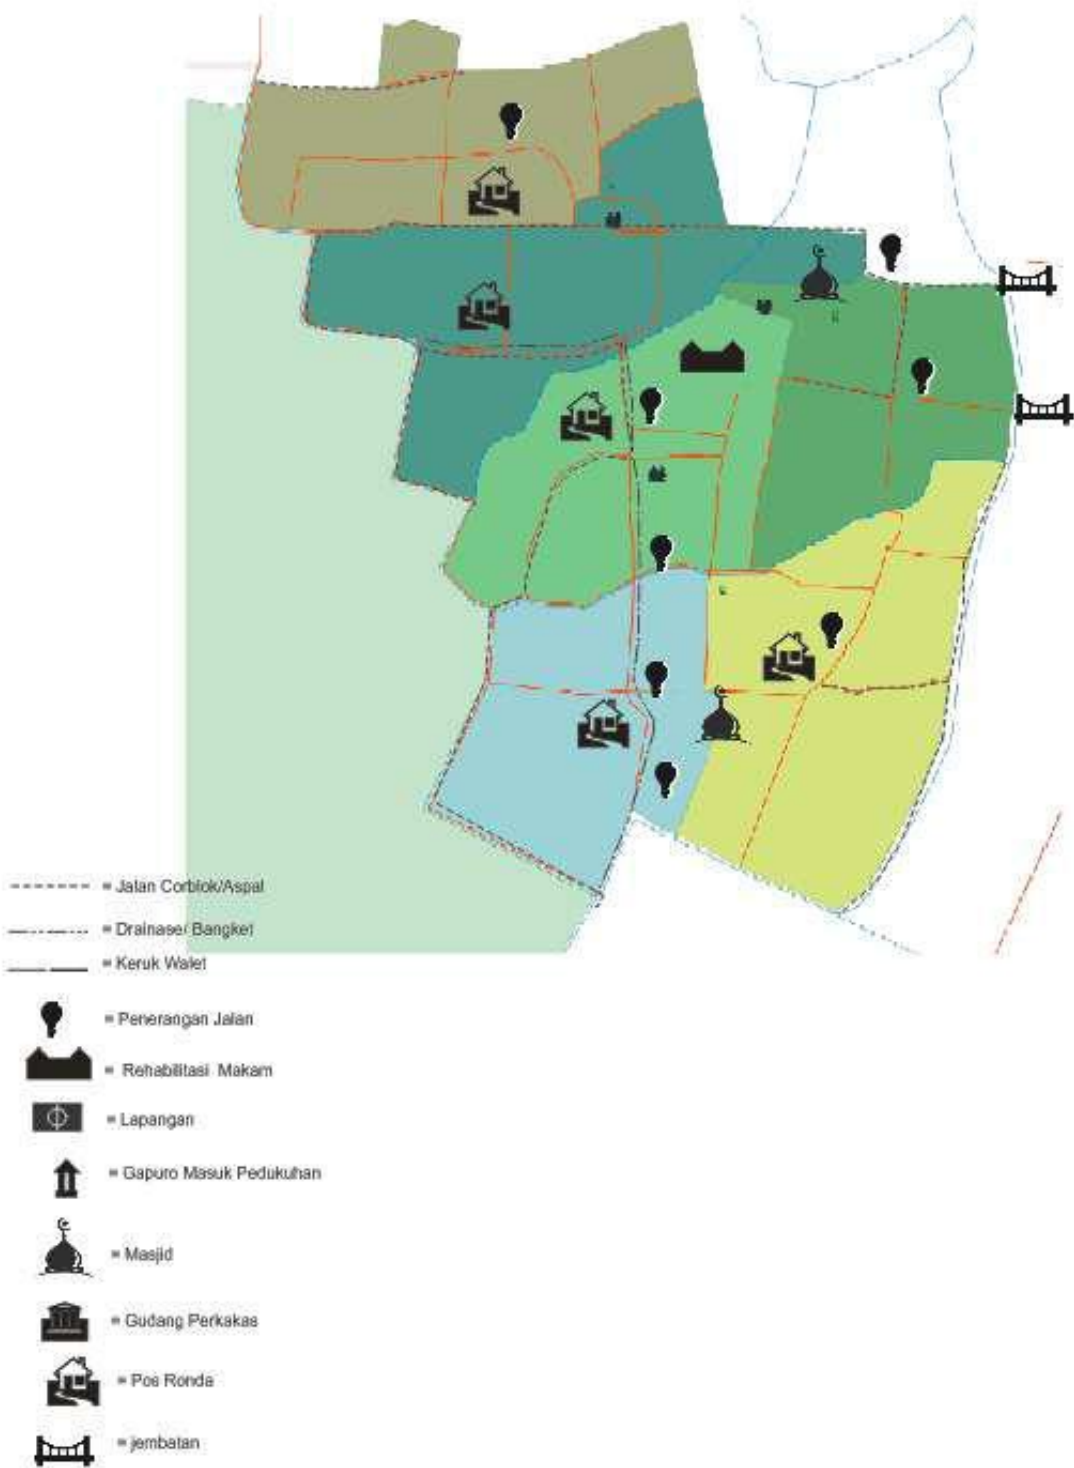 = Jalan Corblok/Aspal
= Drainase/ Bangket
= Keruk Walet
= Penerangan Jalan
= Rehabilitasi Makam
= Lapangan
= Gapuro Masuk Pedukuhan
= Masjid
= Gudang Perkakas
= Pos Ronda
= jembatan